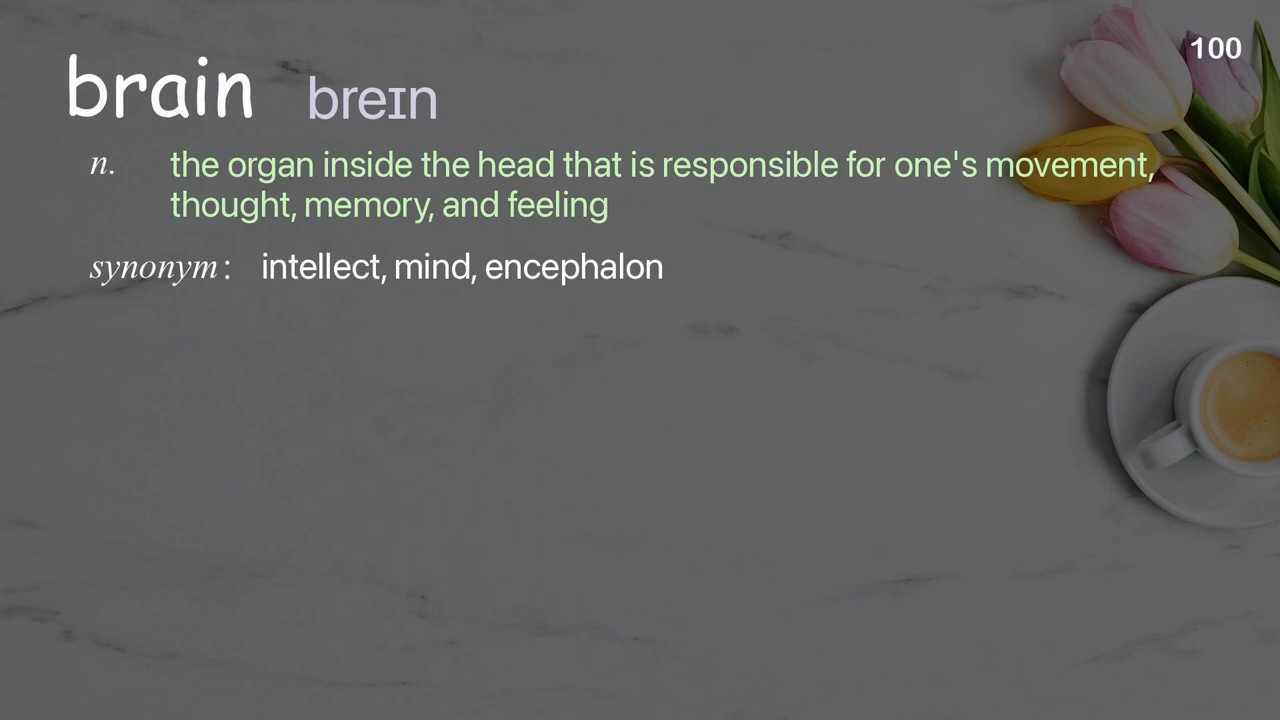 100
brain breɪn
n. the organ inside the head that is responsible for one's movement,
thought, memory, and feeling
synonym: intellect, mind, encephalon